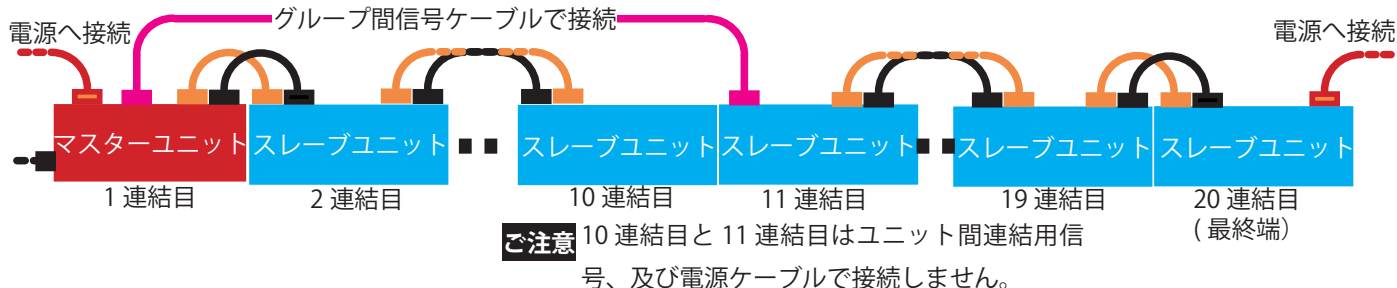 グループ間信号ケーブルで接続
電源へ接続
電源へ接続
マスターユニット
スレーブユニット
スレーブユニット
スレーブユニット
スレーブユニット
スレーブユニット
1 連結目
2 連結目
10 連結目
11 連結目
19 連結目
20 連結目
( 最終端）
ご注意
10 連結目と 11 連結目はユニット間連結用信
号、及び電源ケーブルで接続しません。